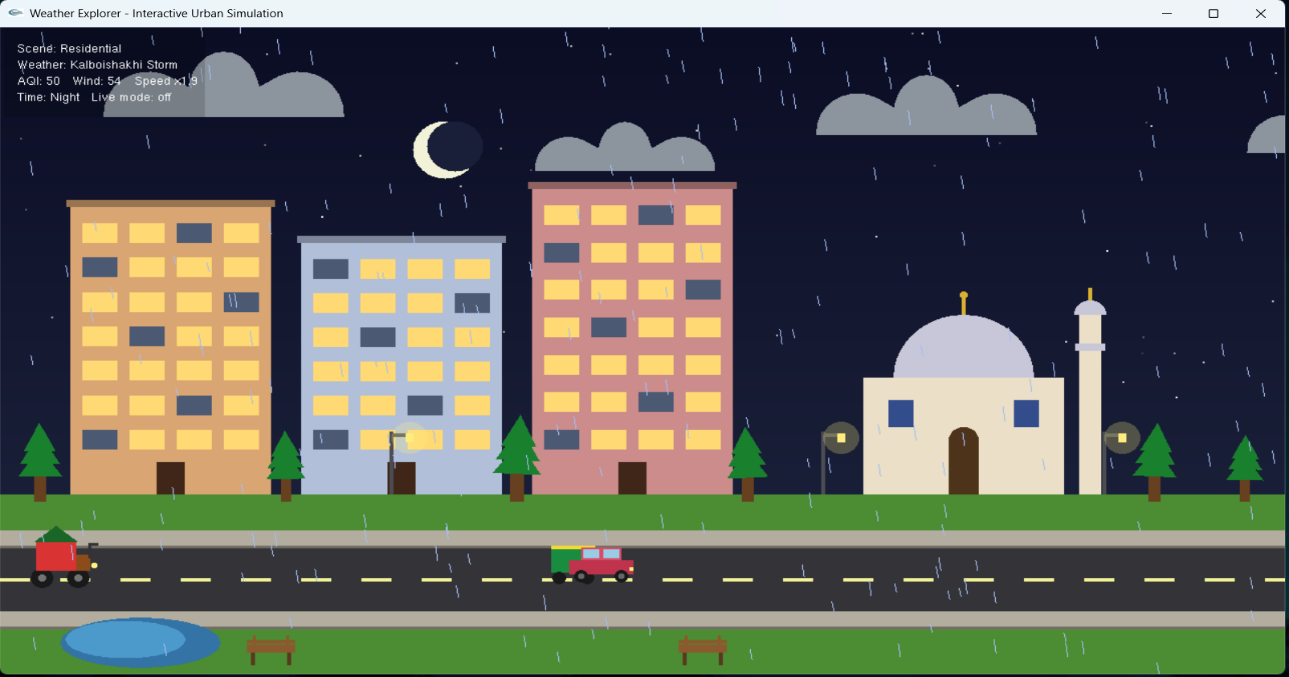 Weather Explorer - Interactive Urban Simulation
Scene: Residential
Weather: Kalboishakhi Storm
AQI: 50 Wind: 54 Speed x1.9
Time: Night Live mode: off